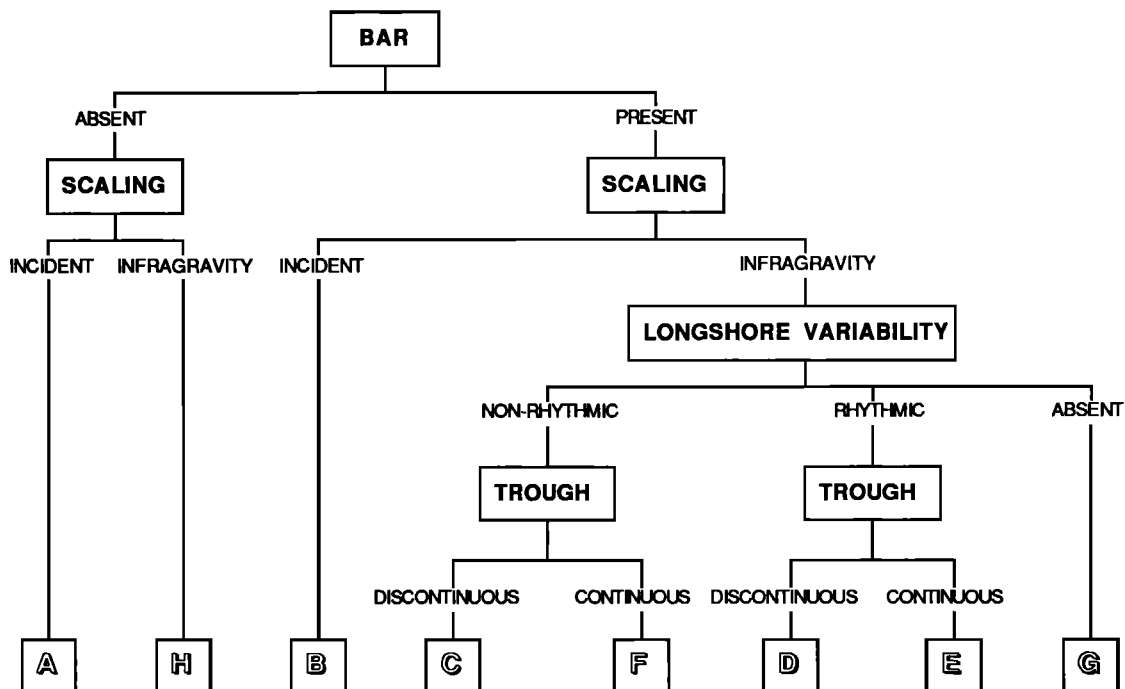 BAR
ABSENT PRESENT
SCALING SCALING
INCIDENT INFRAGRAVITY INCIDENT INFRAGRAVITY
LONGSHORE VARIABILITY
NON-RHYTHMIC RHYTHMIC ABSENT
TROUGH TROUGH
DISCONTINUOUS CONTINUOUS DISCONTINUOUS CONTINUOUS
A H B C F D E G